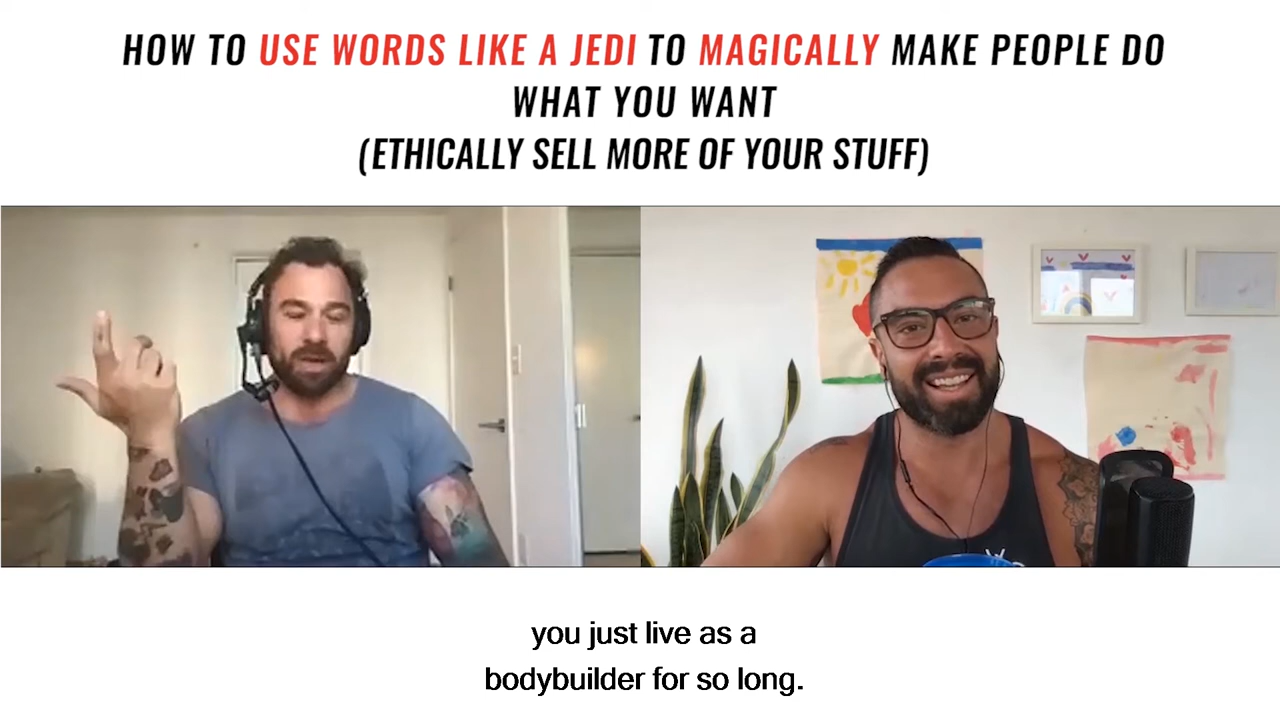 HOW TO USE WORDS LIKE A JEDI TO MAGICALLY MAKE PEOPLE DO
WHAT YOU WANT
(ETHICALLY SELL MORE OF YOUR STUFF)
you just live as a
bodybuilder for so long.